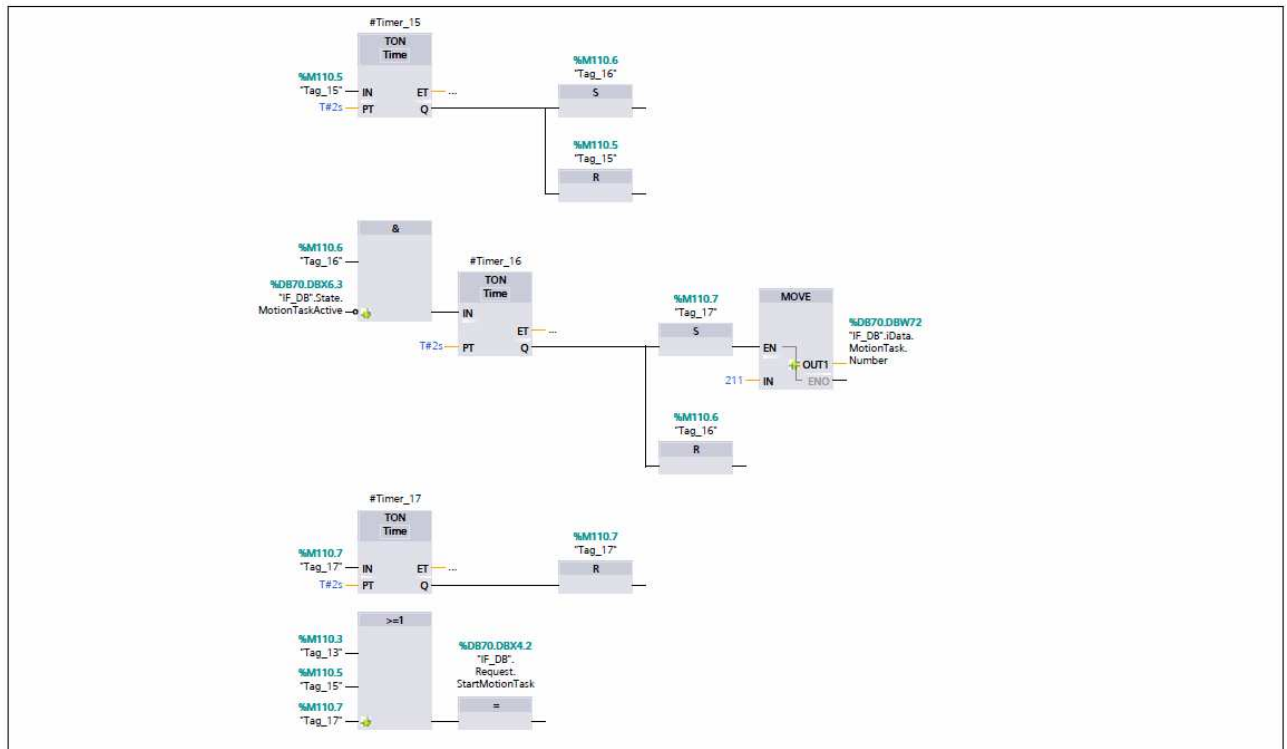 #Timer_15
TON
Time
%M110.5
"Tag_15"
IN
ET
...
T#2s
PT
Q
%M110.6
"Tag_16"
S
%M110.5
"Tag_15"
R
&
%M110.6
"Tag_16"
%DB70.DBX6.3
"IF_DB".State.
MotionTaskActive
#Timer_16
TON
Time
IN
ET
...
T#2s
PT
Q
%M110.7
"Tag_17"
S
MOVE
EN
OUT1
211
IN
ENO
%DB70.DBW72
"IF_DB".iData.
MotionTask.
Number
%M110.6
"Tag_16"
R
#Timer_17
TON
Time
%M110.7
"Tag_17"
IN
ET
...
T#2s
PT
Q
%M110.7
"Tag_17"
R
>=1
%M110.3
"Tag_13"
%M110.5
"Tag_15"
%M110.7
"Tag_17"
%DB70.DBX4.2
"IF_DB".
Request.
StartMotionTask
=